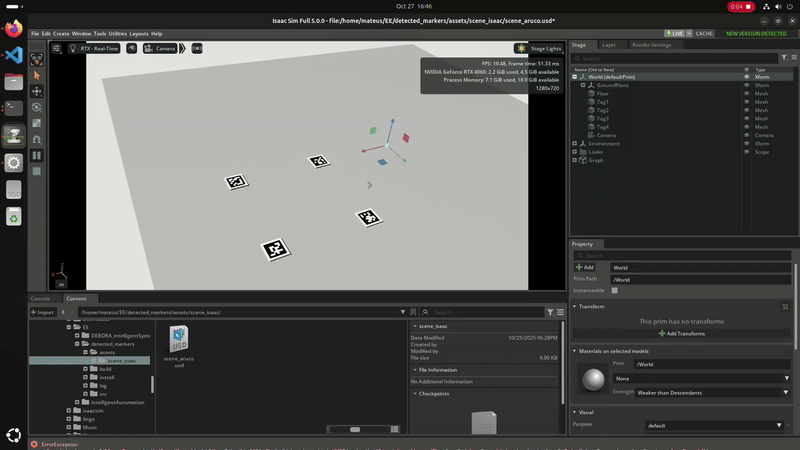 Oct 27 16:46
0:04
Isaac Sim Full 5.0.0 - file:/home/mateus/EE/detected_markers/assets/scene_isaac/scene_aruco.usd*
File Edit Create Window Tools Utilities Layouts Help
LIVE CACHE: NEW VERSION DETECTED
RTX - Real-Time
Camera
Stage Lights
FPS: 19.48, Frame time: 51.33 ms
NVIDIA GeForce RTX 4060: 2.2 GiB used, 4.5 GiB available
Process Memory: 7.1 GiB used, 18.8 GiB available
1280x720
Z
X
m
Stage Layer Render Settings
Search
Name (Old to New) Type
World (defaultPrim) Xform
GroundPlane Xform
Floor Mesh
Tag1 Mesh
Tag2 Mesh
Tag3 Mesh
Tag4 Mesh
Camera Camera
Environment Xform
Looks Scope
Graph
Property
Search
Add World
Prim Path /World
Instanceable
Transform
This prim has no transforms
Add Transforms
Materials on selected models
Prim /World
None
Strength Weaker than Descendants
Visual
Purpose default
Console Content
Import /home/mateus/EE/detected_markers/assets/scene_isaac/ Search
EE
DEBORA_IntelligentSyst
detected_markers
assets
scene_isaac
build
install
log
src
IntelligentAutomation
isaacsim
lingo
Music
USD
scene_aruco.usd
scene_isaac
Date Modified 10/25/2025 06:28PM
Created by
Modified by
File size 4.00 KB
File Information
No Additional Information
Checkpoints
ErrorException: